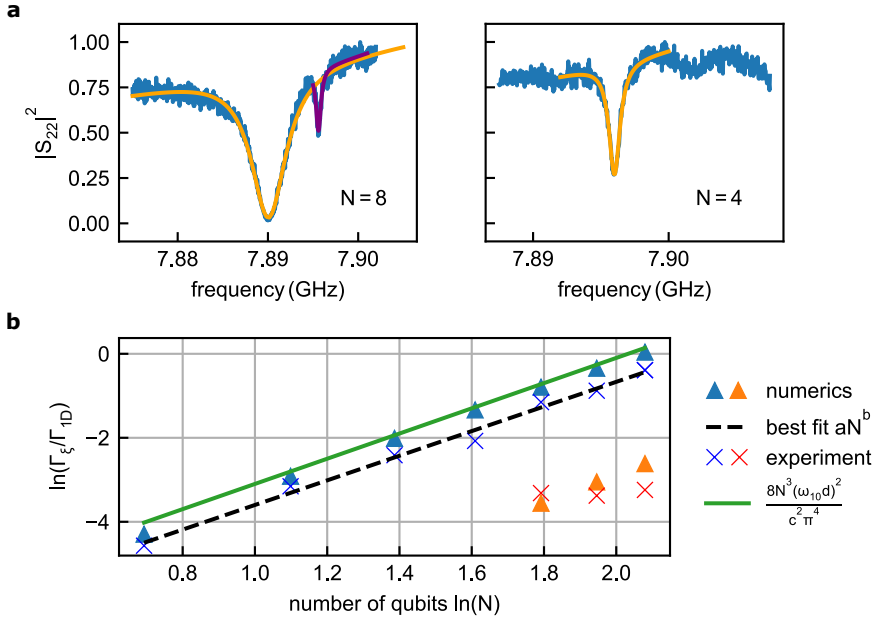 a
1.00
0.75
0.50
0.25
0.00
|S₂₂|²
N = 8
N = 4
7.88 7.89 7.90
7.89 7.90
frequency (GHz)
frequency (GHz)
b
0
−2
−4
ln(Γ_ξ/Γ_1D)
0.8 1.0 1.2 1.4 1.6 1.8 2.0
number of qubits ln(N)
numerics
best fit aN^b
experiment
8N³(ω₁₀d)²
c²π⁴